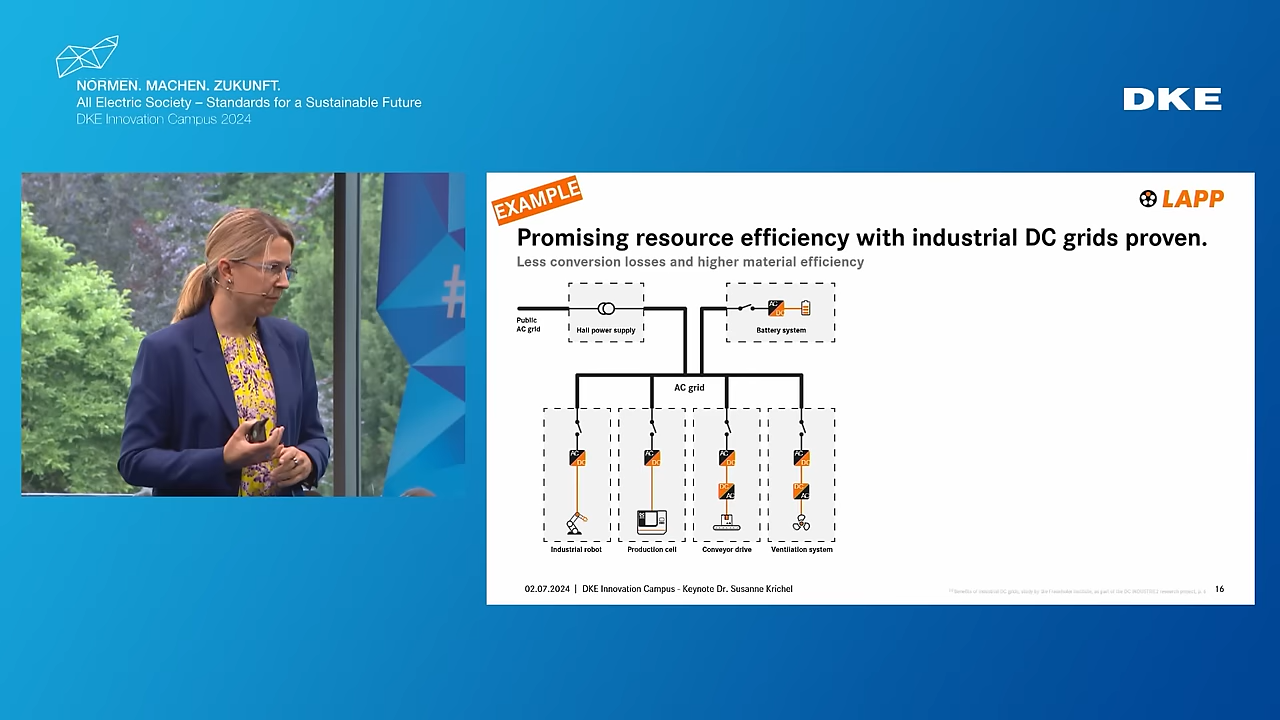 NORMEN. MACHEN. ZUKUNFT.
All Electric Society – Standards for a Sustainable Future
DKE Innovation Campus 2024
DKE
#
EXAMPLE
LAPP
Promising resource efficiency with industrial DC grids proven.
Less conversion losses and higher material efficiency
Public
AC grid
Hall power supply
AC
DC
Battery system
AC grid
AC
DC
AC
DC
AC
DC
AC
DC
DC
AC
DC
AC
Industrial robot
Production cell
Conveyor drive
Ventilation system
02.07.2024 | DKE Innovation Campus - Keynote Dr. Susanne Krichel
16